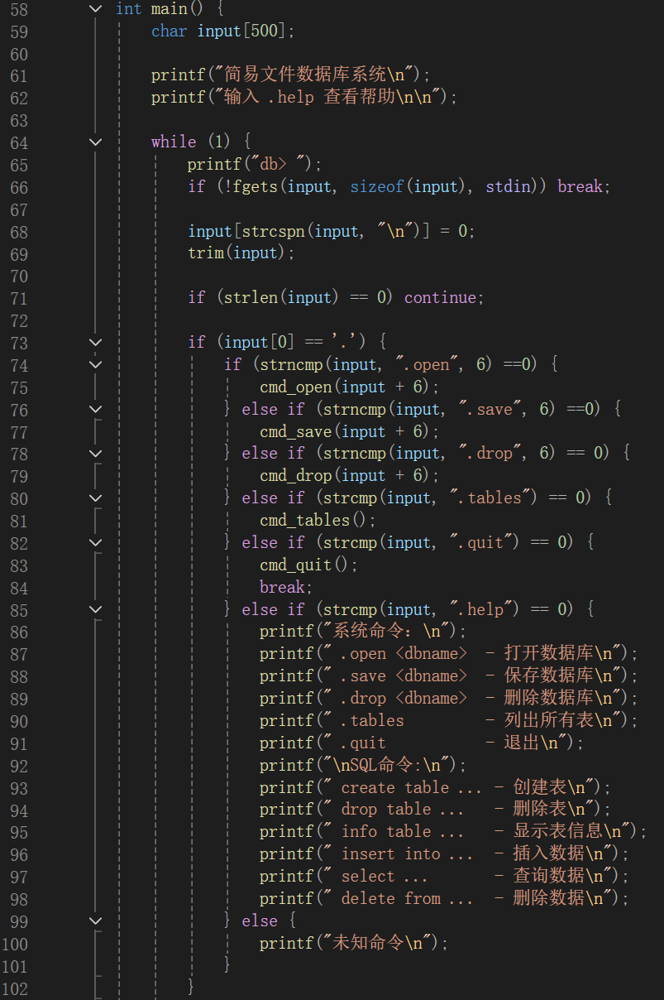 58 int main() {
59 char input[500];
60
61 printf("简易文件数据库系统\n");
62 printf("输入 .help 查看帮助\n\n");
63
64 while (1) {
65 printf("db> ");
66 if (!fgets(input, sizeof(input), stdin)) break;
67
68 input[strcspn(input, "\n")] = 0;
69 trim(input);
70
71 if (strlen(input) == 0) continue;
72
73 if (input[0] == '.') {
74 if (strncmp(input, ".open", 6) ==0) {
75 cmd_open(input + 6);
76 } else if (strncmp(input, ".save", 6) ==0) {
77 cmd_save(input + 6);
78 } else if (strncmp(input, ".drop", 6) == 0) {
79 cmd_drop(input + 6);
80 } else if (strcmp(input, ".tables") == 0) {
81 cmd_tables();
82 } else if (strcmp(input, ".quit") == 0) {
83 cmd_quit();
84 break;
85 } else if (strcmp(input, ".help") == 0) {
86 printf("系统命令：\n");
87 printf(" .open <dbname>  - 打开数据库\n");
88 printf(" .save <dbname>  - 保存数据库\n");
89 printf(" .drop <dbname>  - 删除数据库\n");
90 printf(" .tables         - 列出所有表\n");
91 printf(" .quit           - 退出\n");
92 printf("\nSQL命令:\n");
93 printf(" create table ... - 创建表\n");
94 printf(" drop table ...   - 删除表\n");
95 printf(" info table ...   - 显示表信息\n");
96 printf(" insert into ...  - 插入数据\n");
97 printf(" select ...       - 查询数据\n");
98 printf(" delete from ...  - 删除数据\n");
99 } else {
100 printf("未知命令\n");
101 }
102 }